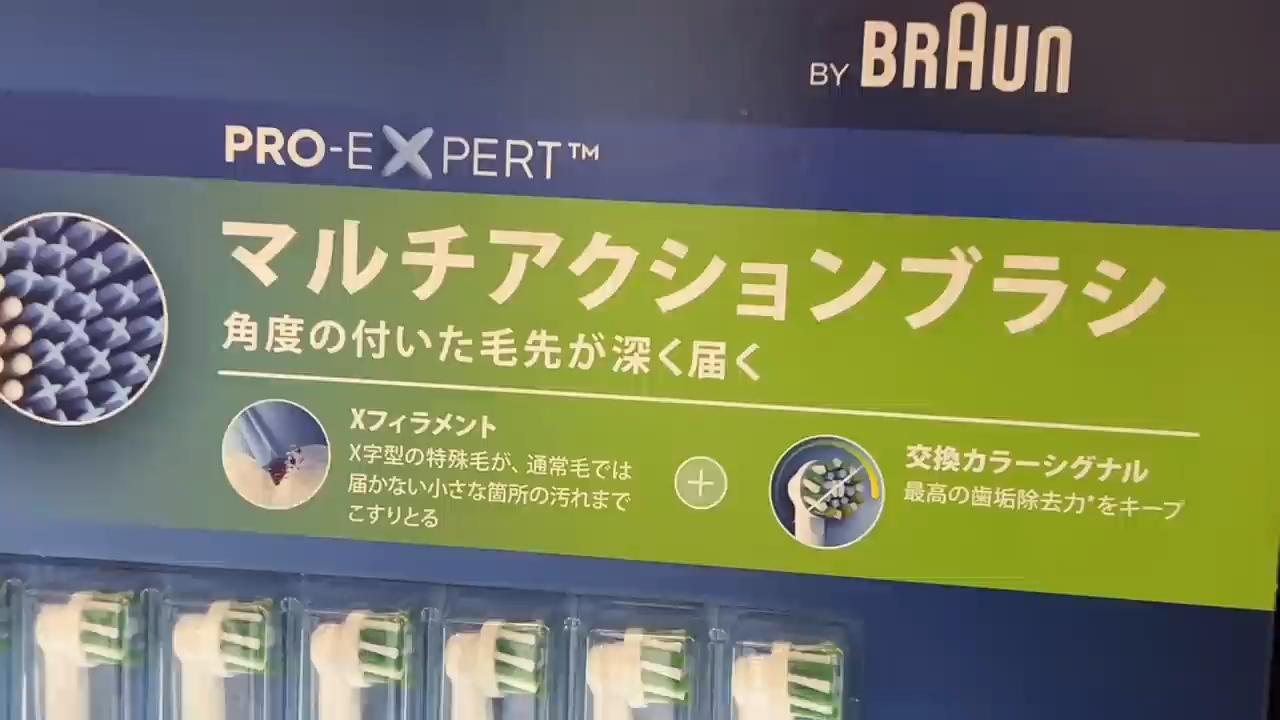 BY BRAUN
PRO-EXPERT™
マルチアクションブラシ
角度の付いた毛先が深く届く
Xフィラメント
X字型の特殊毛が、通常毛では
届かない小さな箇所の汚れまで
こすりとる
+
交換カラーシグナル
最高の歯垢除去力*をキープ